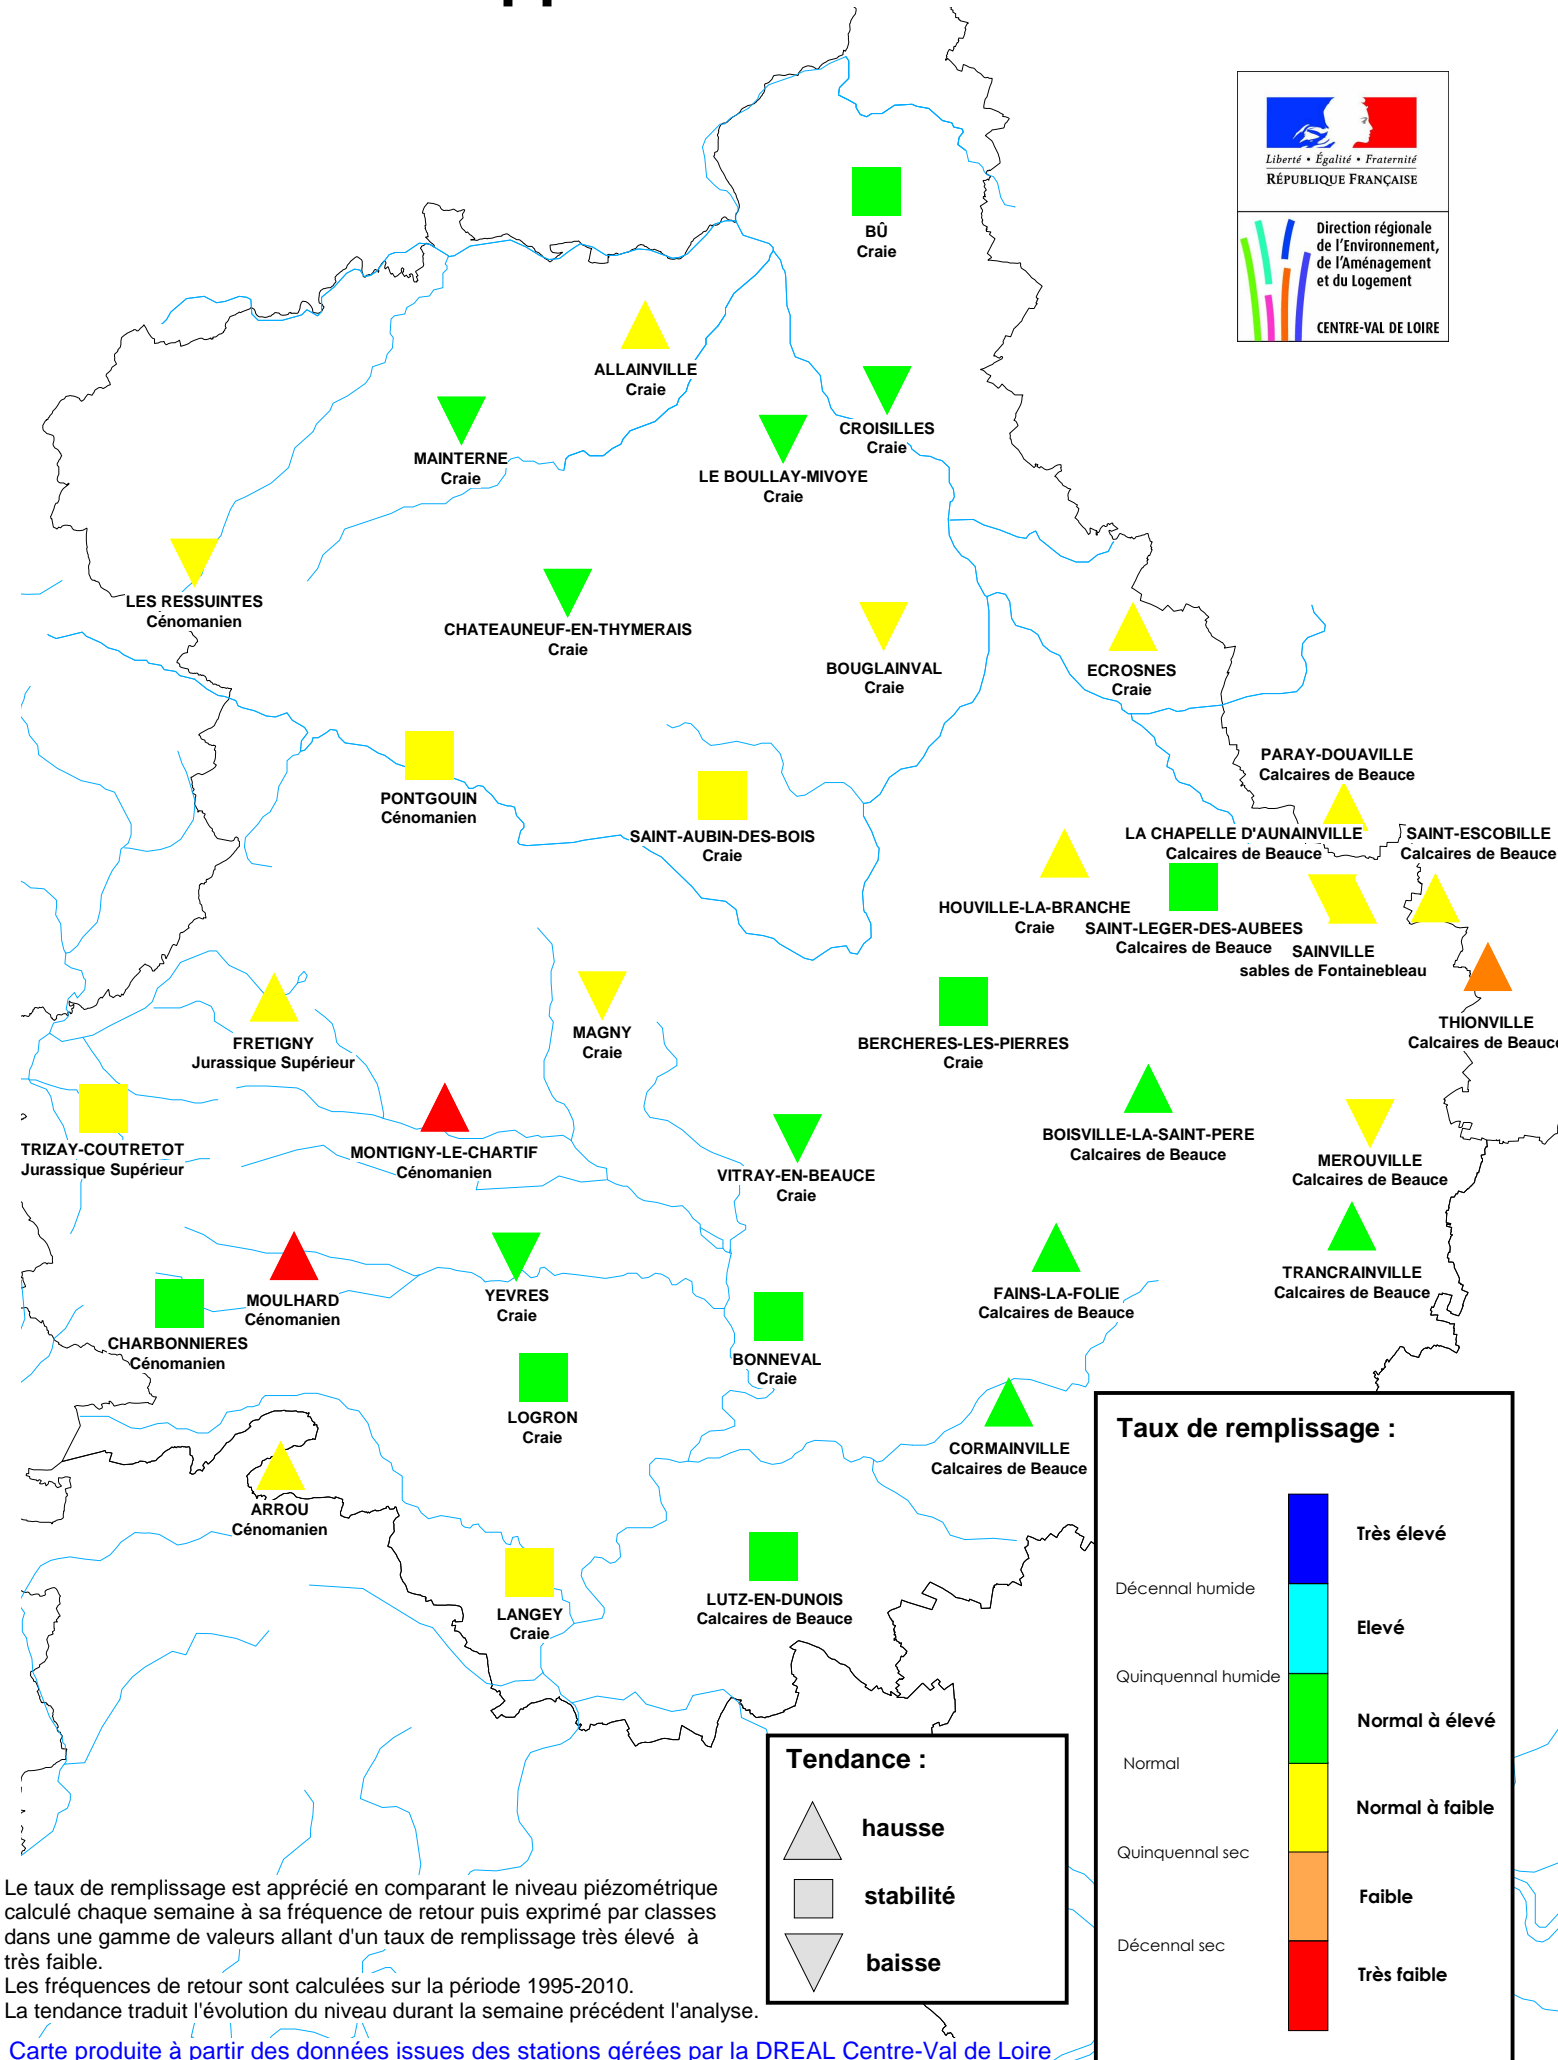 Liberté • Égalité • Fraternité
RÉPUBLIQUE FRANÇAISE
Direction régionale
de l'Environnement,
de l'Aménagement
et du Logement
CENTRE-VAL DE LOIRE
BÛ
Craie
ALLAINVILLE
Craie
CROISILLES
Craie
MAINTERNE
Craie
LE BOULLAY-MIVOYE
Craie
LES RESSUINTES
Cénomanien
CHATEAUNEUF-EN-THYMERAIS
Craie
BOUGLAINVAL
Craie
ECROSNES
Craie
PARAY-DOUAVILLE
Calcaires de Beauce
PONTGOUIN
Cénomanien
SAINT-AUBIN-DES-BOIS
Craie
LA CHAPELLE D'AUNAINVILLE
Calcaires de Beauce
SAINT-ESCOBILLE
Calcaires de Beauce
HOUVILLE-LA-BRANCHE
Craie
SAINT-LEGER-DES-AUBEES
Calcaires de Beauce
SAINVILLE
sables de Fontainebleau
THIONVILLE
Calcaires de Beauce
FRETIGNY
Jurassique Supérieur
MAGNY
Craie
BERCHERES-LES-PIERRES
Craie
TRIZAY-COUTRETOT
Jurassique Supérieur
MONTIGNY-LE-CHARTIF
Cénomanien
VITRAY-EN-BEAUCE
Craie
BOISVILLE-LA-SAINT-PERE
Calcaires de Beauce
MEROUVILLE
Calcaires de Beauce
MOULHARD
Cénomanien
YEVRES
Craie
FAINS-LA-FOLIE
Calcaires de Beauce
TRANCRAINVILLE
Calcaires de Beauce
CHARBONNIERES
Cénomanien
BONNEVAL
Craie
LOGRON
Craie
CORMAINVILLE
Calcaires de Beauce
ARROU
Cénomanien
LANGEY
Craie
LUTZ-EN-DUNOIS
Calcaires de Beauce
Taux de remplissage :
Très élevé
Décennal humide
Elevé
Quinquennal humide
Normal à élevé
Normal
Normal à faible
Quinquennal sec
Faible
Décennal sec
Très faible
Tendance :
hausse
stabilité
baisse
Le taux de remplissage est apprécié en comparant le niveau piézométrique
calculé chaque semaine à sa fréquence de retour puis exprimé par classes
dans une gamme de valeurs allant d'un taux de remplissage très élevé à
très faible.
Les fréquences de retour sont calculées sur la période 1995-2010.
La tendance traduit l'évolution du niveau durant la semaine précédent l'analyse.
Carte produite à partir des données issues des stations gérées par la DREAL Centre-Val de Loire